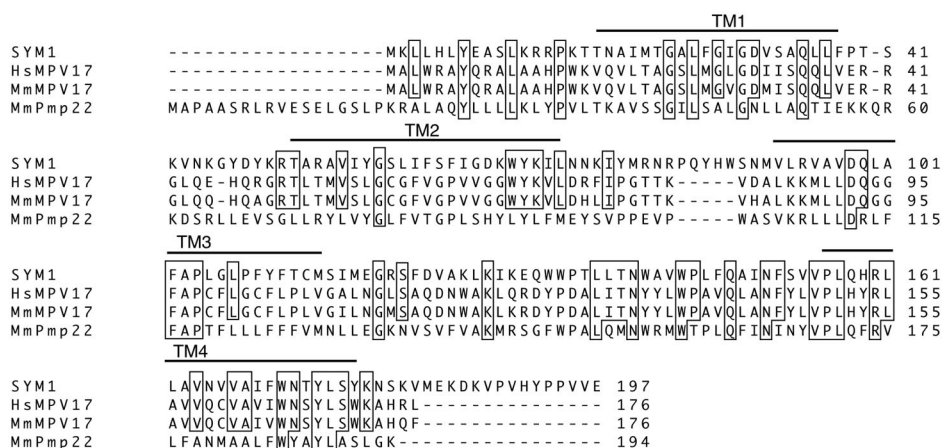 TM1
SYM1 ------------------MKLLHLYEASLKRRPKTTNAIMTGALFGIGDVSAQLLFPT-S 41
HsMPV17 ------------------MALWRAYQRALAAHPWKVQVLTAGSLMGLGDIISQQLVER-R 41
MmMPV17 ------------------MALWRAYQRALAAHPWKVQVLTAGSLMGVGDMISQQLVER-R 41
MmPmp22 MAPAASRLRVESELGSLPKRALAQYLLLLKLYPVLTKAVSSGILSALGNLLAQTIEKKQR 60
TM2
SYM1 KVNKGYDYKRTARAVIYGSLIFSFIGDKWYKILNNKIYMRNRPQYHWSNMVLRVAVDQLA 101
HsMPV17 GLQE-HQRGRTLTMVSLGCGFVGPVVGGWYKVLDRFIPGTTK-----VDALKKMLLDQGG 95
MmMPV17 GLQQ-HQAGRTLTMVSLGCGFVGPVVGGWYKVLDHLIPGTTK-----VHALKKMLLDQGG 95
MmPmp22 KDSRLLEVSGLLRYLVYGLFVTGPLSHYLYLFMEYSVPPEVP-----WASVKRLLLDRLF 115
TM3
SYM1 FAPLGLPFYFTCMSIMEGRSFDVAKLKIKEQWWPTLLTNWAVWPLFQAINFSVVPLQHRL 161
HsMPV17 FAPCFLGCFLPLVGALNGLSAQDNWAKLQRDYPDALITNYYLWPAVQLANFYLVPLHYRL 155
MmMPV17 FAPCFLGCFLPLVGILNGMSAQDNWAKLKRDYPDALITNYYLWPAVQLANFYLVPLHYRL 155
MmPmp22 FAPTFLLLFFFVMNLLEGKNVSVFVAKMRSGFWPALQMNWRMWTPLQFININYVPLQFRV 175
TM4
SYM1 LAVNVVAIFWNTYLSYKNSKVMEKDKVPVHYPPVVE 197
HsMPV17 AVVQCVAVIWNSYLSWKAHRL--------------- 176
MmMPV17 AVVQCVAIVWNSYLSWKAHQF--------------- 176
MmPmp22 LFANMAALFWYAYLASLGK----------------- 194